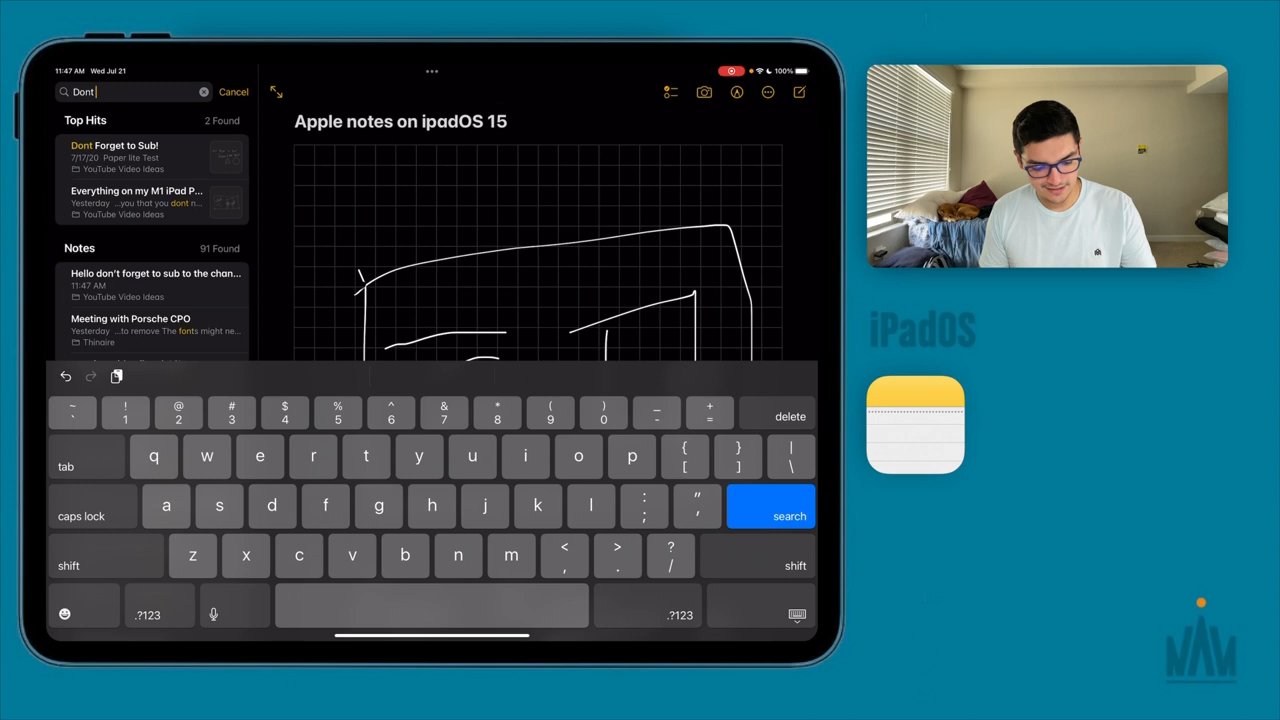 11:47 AM Wed Jul 21
100%
Dont
Cancel
Top Hits 2 Found
Dont Forget to Sub!
7/17/20 Paper lite Test
YouTube Video Ideas
Everything on my M1 iPad P...
Yesterday ...you that you dont n...
YouTube Video Ideas
Notes 91 Found
Hello don't forget to sub to the chan...
11:47 AM
YouTube Video Ideas
Meeting with Porsche CPO
Yesterday ...to remove The fonts might ne...
Thinaire
Apple notes on ipadOS 15
iPadOS
~ ! @ # $ % ^ & * ( ) _ +
` 1 2 3 4 5 6 7 8 9 0 - = delete
tab q w e r t y u i o p { [ } ] | \
caps lock a s d f g h j k l : ; " ' search
shift z x c v b n m < , > . ? / shift
.?123 .?123